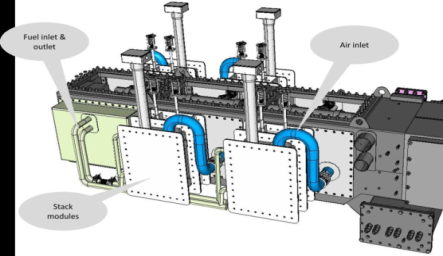 Fuel inlet &
outlet
Air inlet
Stack
modules